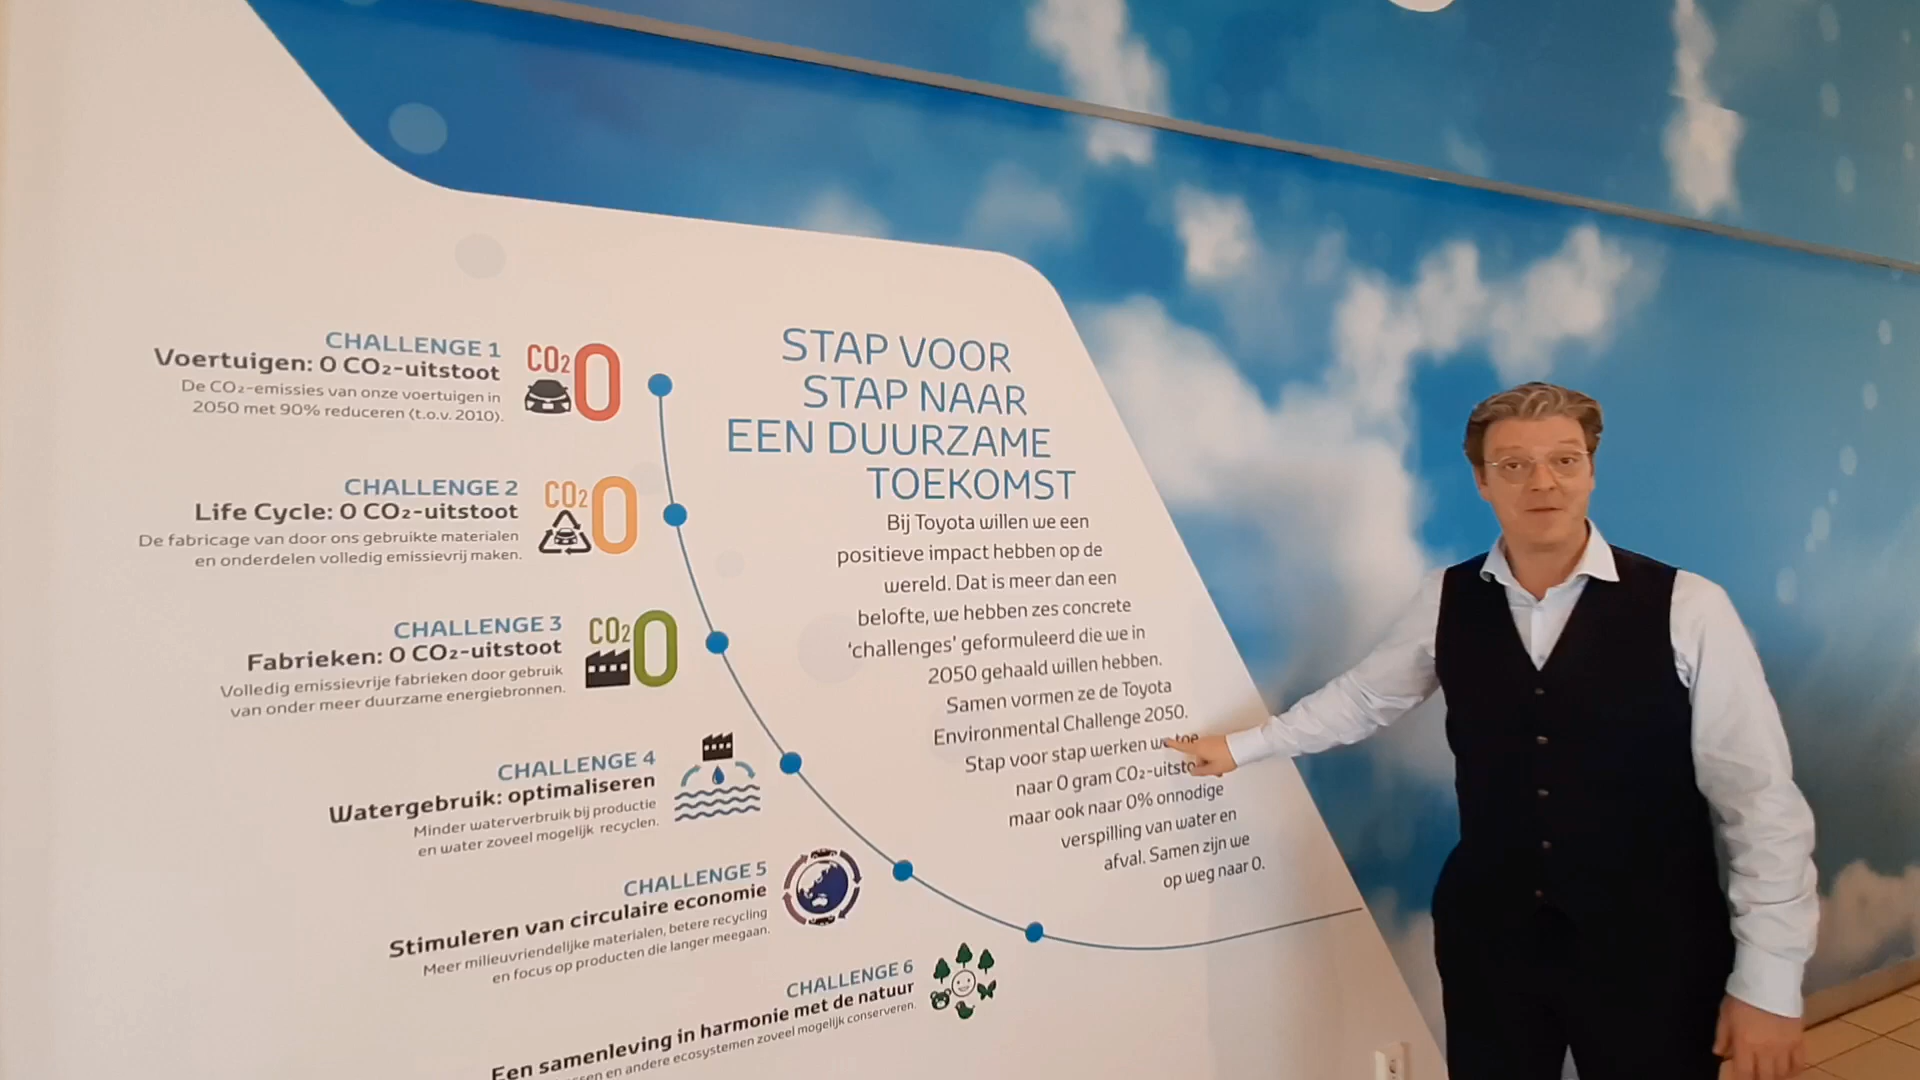 CHALLENGE 1
Voertuigen: 0 CO₂-uitstoot
De CO₂-emissies van onze voertuigen in
2050 met 90% reduceren (t.o.v. 2010).
CO₂ 0
CHALLENGE 2
Life Cycle: 0 CO₂-uitstoot
De fabricage van door ons gebruikte materialen
en onderdelen volledig emissievrij maken.
CO₂ 0
CHALLENGE 3
Fabrieken: 0 CO₂-uitstoot
Volledig emissievrije fabrieken door gebruik
van onder meer duurzame energiebronnen.
CO₂ 0
CHALLENGE 4
Watergebruik: optimaliseren
Minder waterverbruik bij productie
en water zoveel mogelijk recyclen.
CHALLENGE 5
Stimuleren van circulaire economie
Meer milieuvriendelijke materialen, betere recycling
en focus op producten die langer meegaan.
CHALLENGE 6
Een samenleving in harmonie met de natuur
en andere ecosystemen zoveel mogelijk conserveren.
STAP VOOR
STAP NAAR
EEN DUURZAME
TOEKOMST
Bij Toyota willen we een
positieve impact hebben op de
wereld. Dat is meer dan een
belofte, we hebben zes concrete
‘challenges’ geformuleerd die we in
2050 gehaald willen hebben.
Samen vormen ze de Toyota
Environmental Challenge 2050.
Stap voor stap werken we toe
naar 0 gram
maar ook naar 0% onnodige
verspilling van water en
afval. Samen zijn we
op weg naar 0.